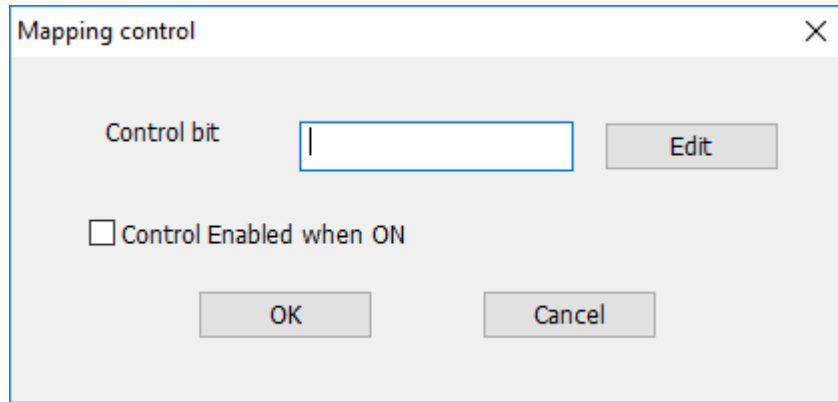 Mapping control
Control bit
Edit
Control Enabled when ON
OK
Cancel